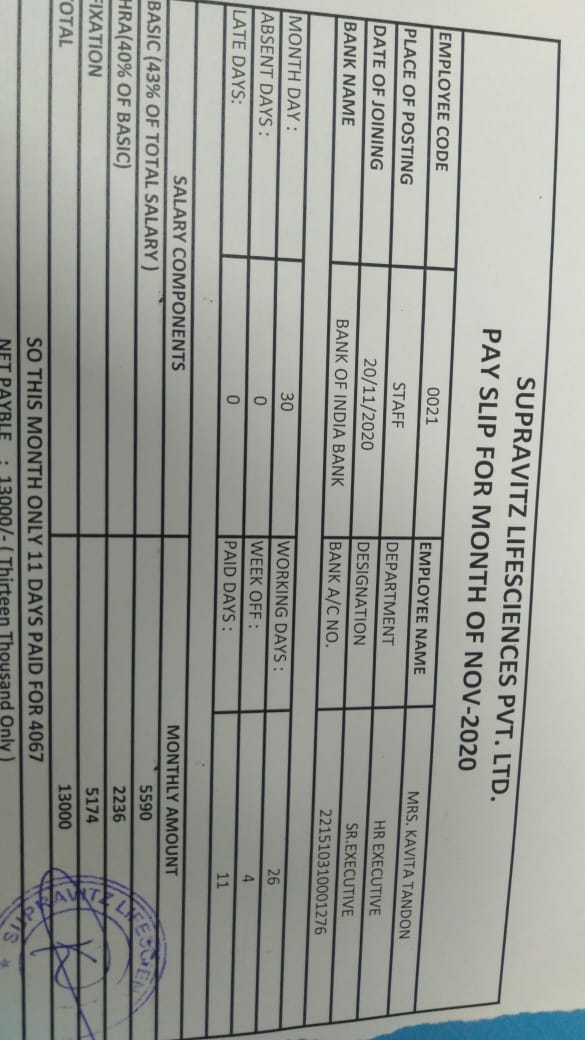 SUPRAVITZ LIFESCIENCES PVT. LTD.
PAY SLIP FOR MONTH OF NOV-2020
EMPLOYEE CODE 0021 EMPLOYEE NAME MRS. KAVITA TANDON
PLACE OF POSTING STAFF DEPARTMENT HR EXECUTIVE
DATE OF JOINING 20/11/2020 DESIGNATION SR.EXECUTIVE
BANK NAME BANK OF INDIA BANK BANK A/C NO. 221510310001276
MONTH DAY : 30 WORKING DAYS : 26
ABSENT DAYS : 0 WEEK OFF : 4
LATE DAYS: 0 PAID DAYS : 11
SALARY COMPONENTS MONTHLY AMOUNT
BASIC (43% OF TOTAL SALARY ) 5590
HRA(40% OF BASIC) 2236
FIXATION 5174
TOTAL 13000
SO THIS MONTH ONLY 11 DAYS PAID FOR 4067
NET PAYBLE : 13000/- ( Thirteen Thousand Only )
SUPRAVITZ LIFESCIEN